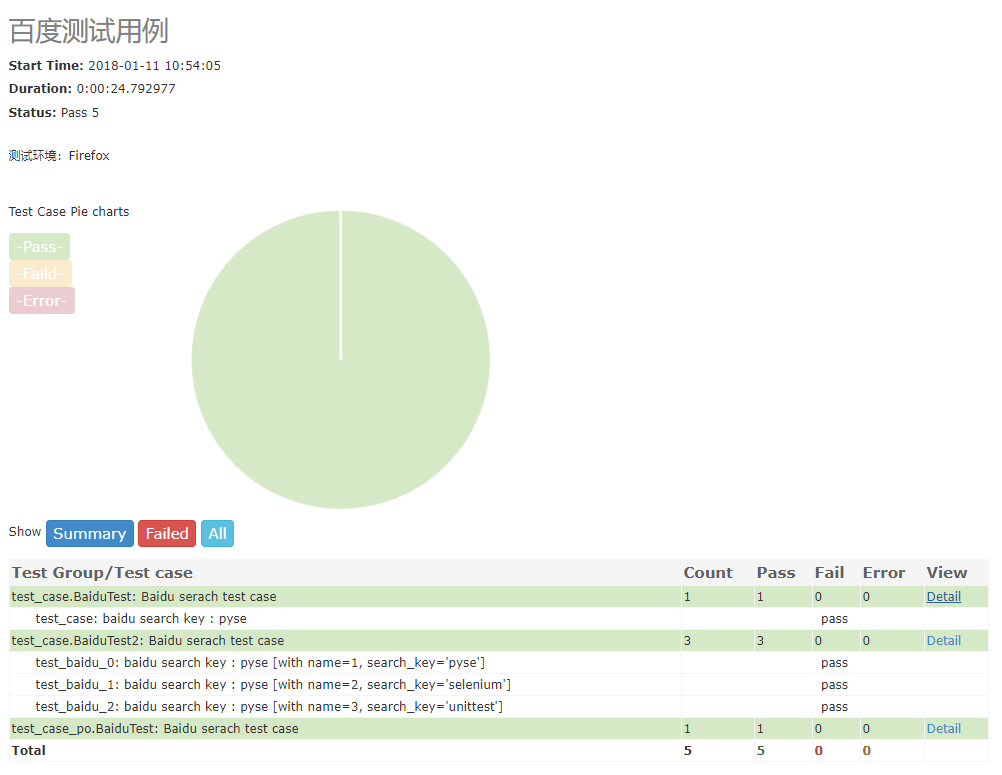 百度测试用例
Start Time: 2018-01-11 10:54:05
Duration: 0:00:24.792977
Status: Pass 5
测试环境: Firefox
Test Case Pie charts
-Pass-
-Faild-
-Error-
Show Summary Failed All
Test Group/Test case Count Pass Fail Error View
test_case.BaiduTest: Baidu serach test case 1 1 0 0 Detail
test_case: baidu search key : pyse pass
test_case.BaiduTest2: Baidu serach test case 3 3 0 0 Detail
test_baidu_0: baidu search key : pyse [with name=1, search_key='pyse'] pass
test_baidu_1: baidu search key : pyse [with name=2, search_key='selenium'] pass
test_baidu_2: baidu search key : pyse [with name=3, search_key='unittest'] pass
test_case_po.BaiduTest: Baidu serach test case 1 1 0 0 Detail
Total 5 5 0 0